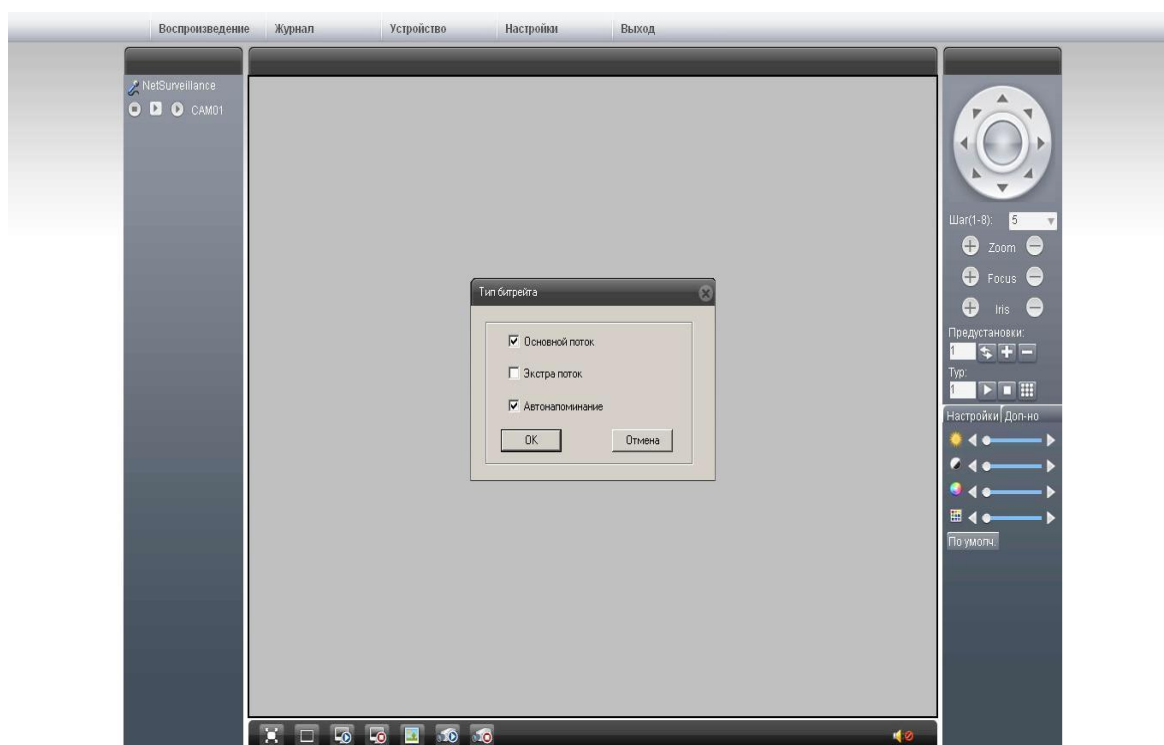 Воспроизведение Журнал Устройство Настройки Выход
NetSurveillance
CAM01
Тип битрейта
Основной поток
Экстра поток
Автонапоминание
OK Отмена
Шаг(1-8): 5
Zoom
Focus
Iris
Предустановки:
1
Тур:
1
Настройки Доп-но
По умолч.